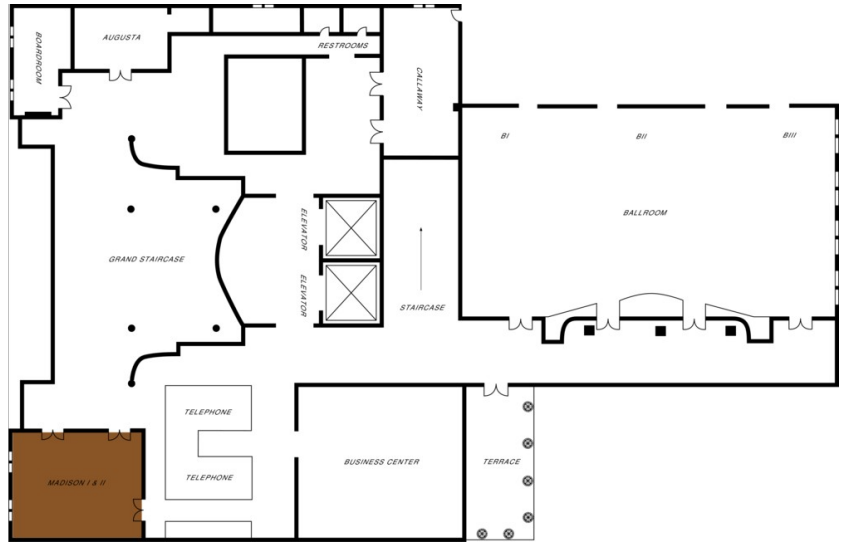 BOARDROOM
AUGUSTA
RESTROOMS
CALLAWAY
BI
BII
BIII
BALLROOM
ELEVATOR
GRAND STAIRCASE
ELEVATOR
STAIRCASE
TELEPHONE
TELEPHONE
BUSINESS CENTER
TERRACE
MADISON I & II